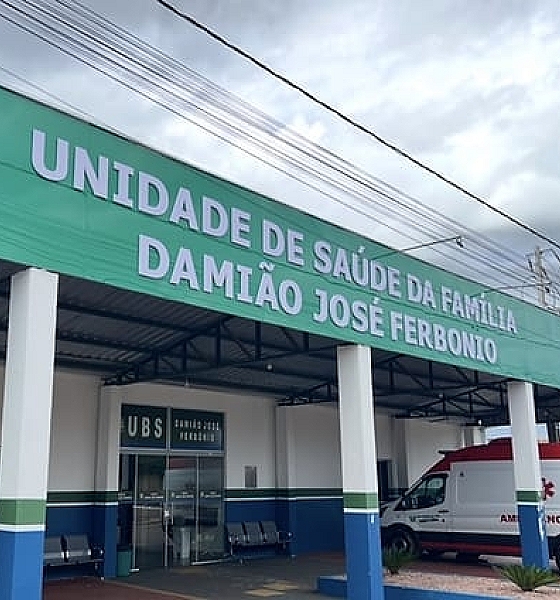 UNIDADE DE SAÚDE DA FAMÍLIA
DAMIÃO JOSÉ FERBONIO
UBS
DAMIÃO JOSÉ
FERBONIO